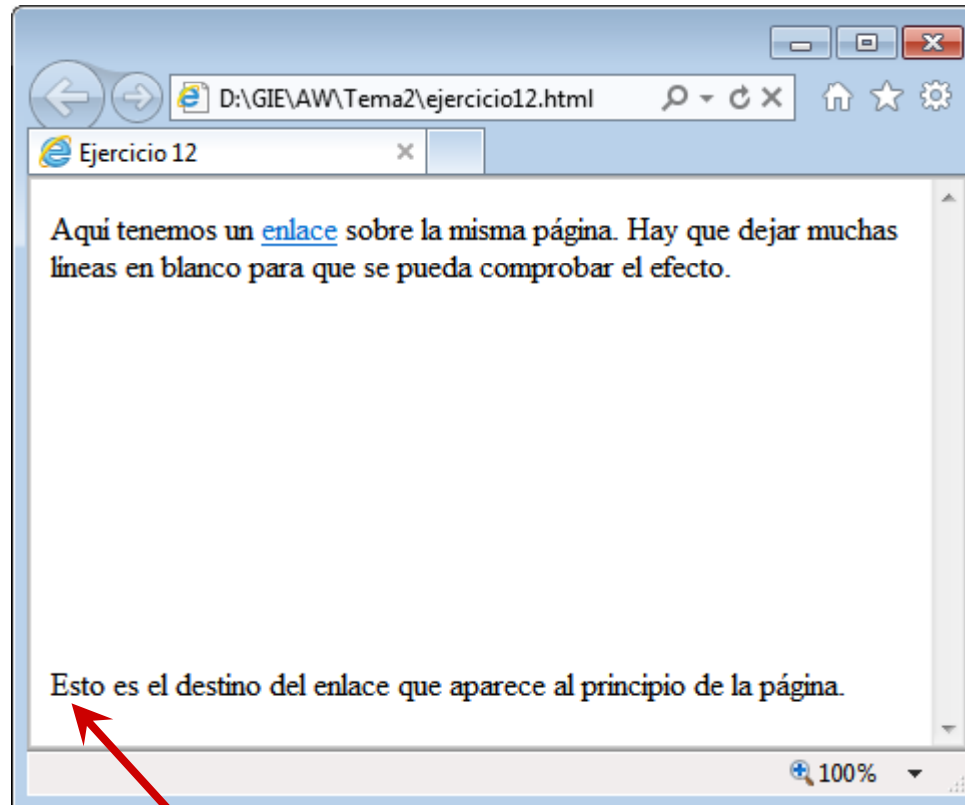 D:\GIE\AW\Tema2\ejercicio12.html
Ejercicio 12
Aquí tenemos un enlace sobre la misma página. Hay que dejar muchas
líneas en blanco para que se pueda comprobar el efecto.
Esto es el destino del enlace que aparece al principio de la página.
100%